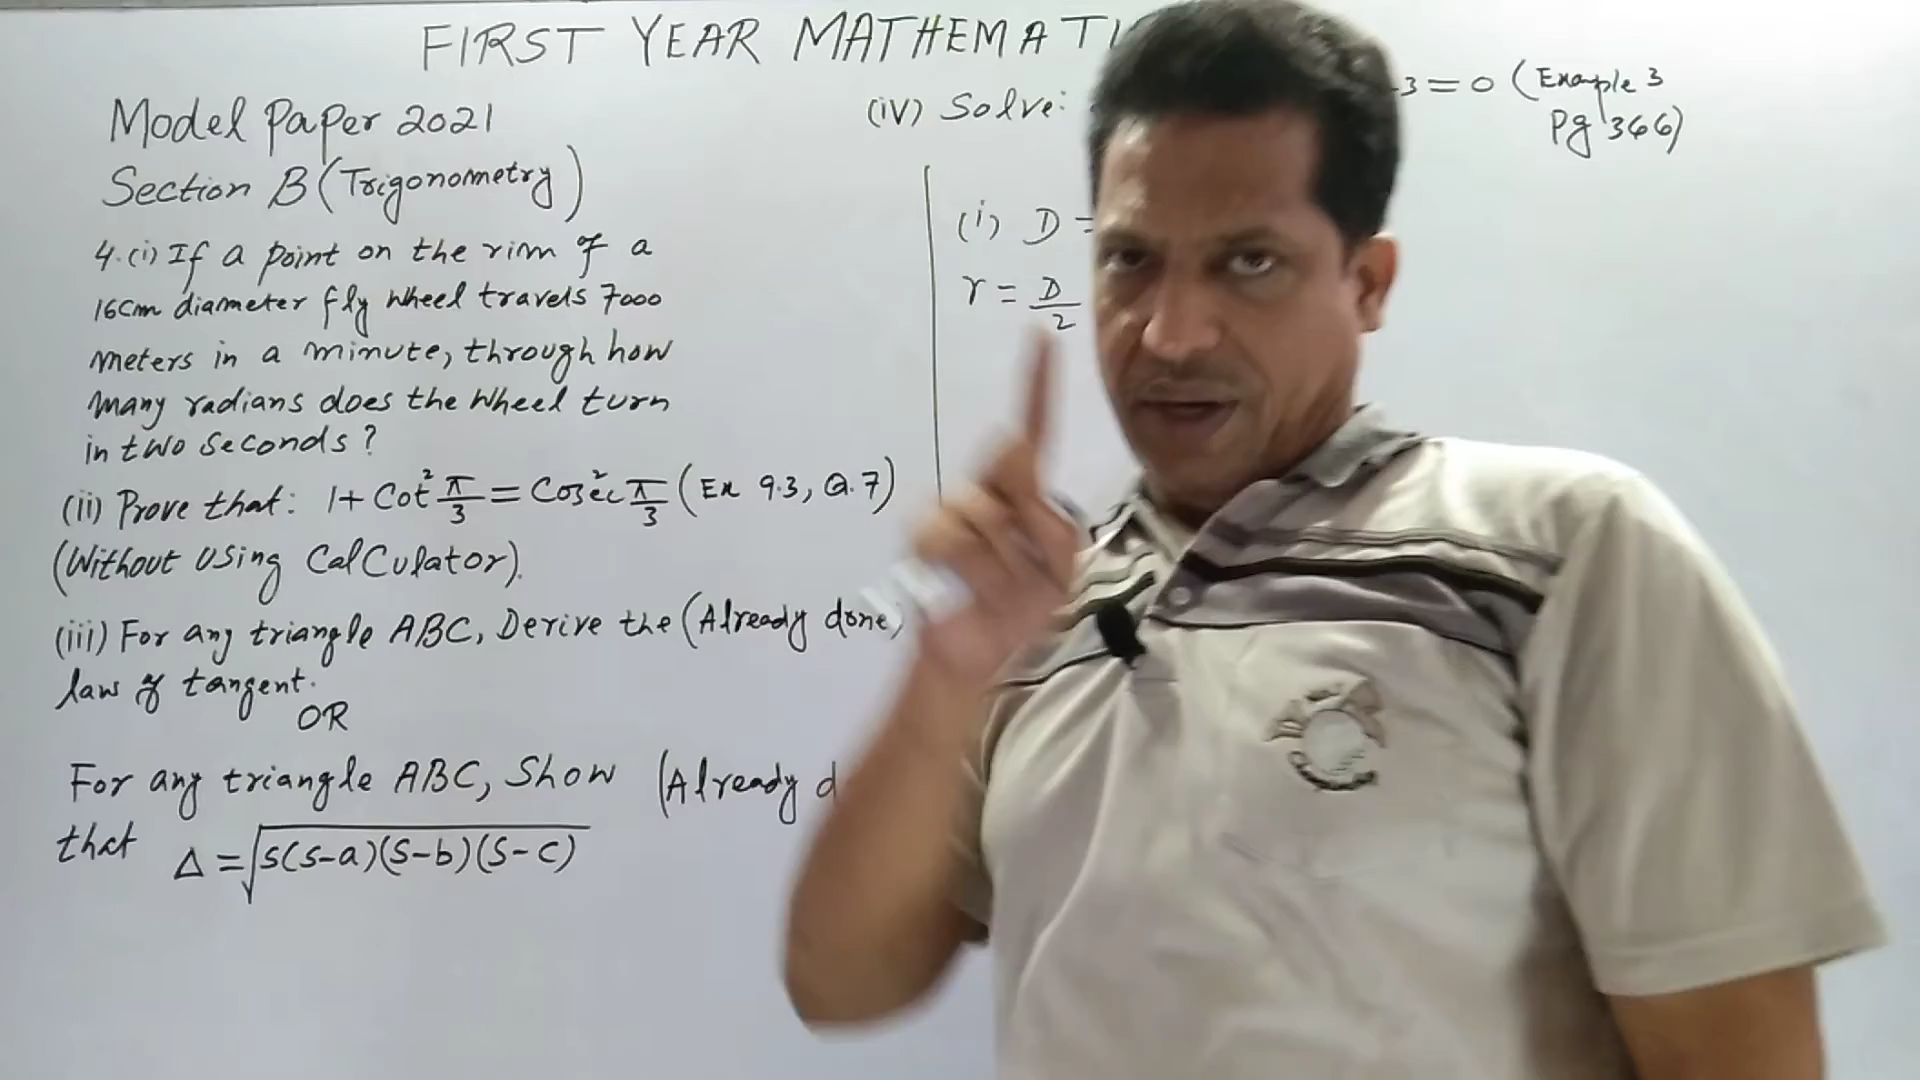 FIRST YEAR MATHEMATI
Model Paper 2021
Section B (Trigonometry)
4.(i) If a point on the rim of a
16cm diameter fly wheel travels 7000
meters in a minute, through how
many radians does the wheel turn
in two seconds?
(ii) Prove that: 1 + Cot² π/3 = Cosec² π/3 (Ex 9.3, Q.7)
(Without Using CalCulator).
(iii) For any triangle ABC, Derive the (Already done)
law of tangent.
OR
For any triangle ABC, Show (Already d
that Δ = √s(s-a)(s-b)(s-c)
(iv) Solve: -3 = 0 (Example 3
Pg 366)
(i) D =
r = D/2